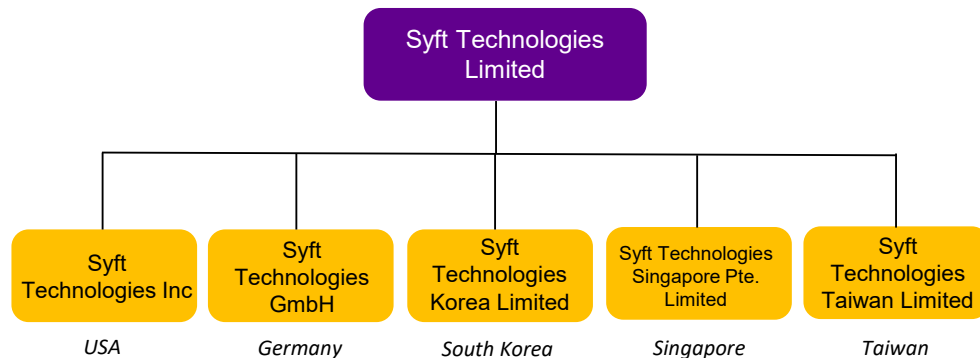 Syft Technologies
Limited
Syft
Technologies Inc
Syft
Technologies
GmbH
Syft
Technologies
Korea Limited
Syft Technologies
Singapore Pte.
Limited
Syft
Technologies
Taiwan Limited
USA
Germany
South Korea
Singapore
Taiwan